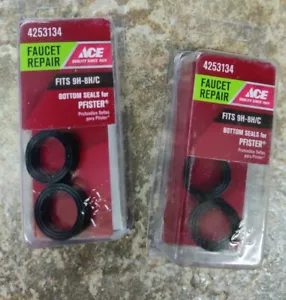 4253134
FAUCET
REPAIR
ACE
FITS 9H-8H/C
BOTTOM SEALS for
PFISTER®
4253134
FAUCET
REPAIR
ACE
FITS 9H-8H/C
BOTTOM SEALS for
PFISTER®